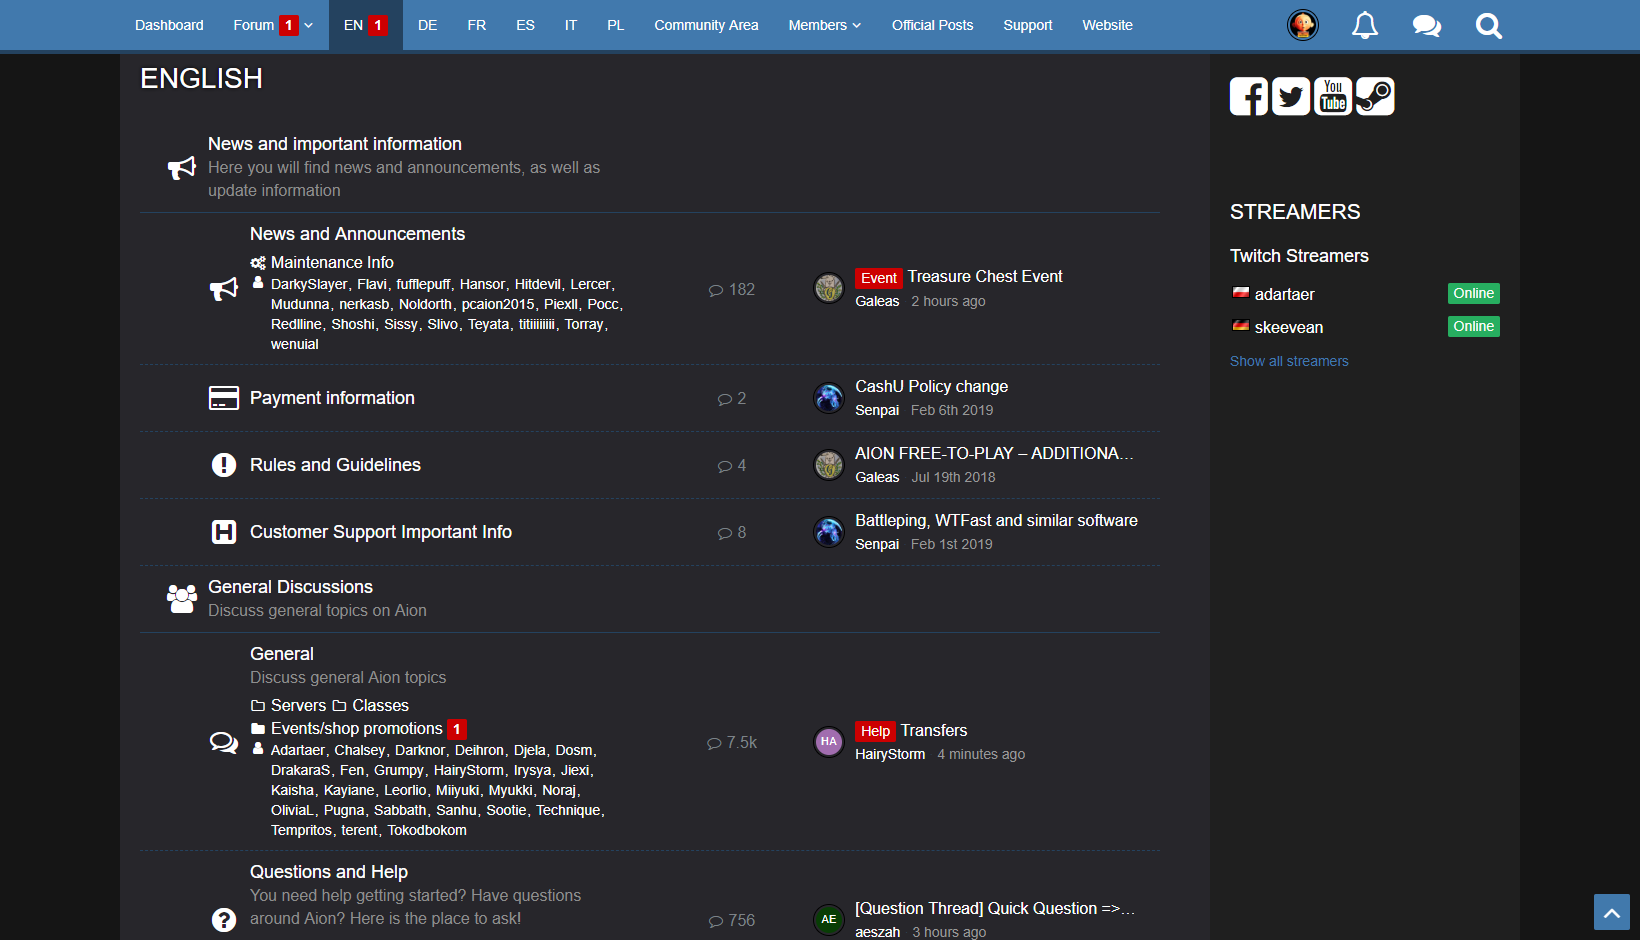 Dashboard Forum 1 EN 1 DE FR ES IT PL Community Area Members Official Posts Support Website
ENGLISH
You Tube
News and important information
Here you will find news and announcements, as well as
update information
STREAMERS
Twitch Streamers
adartaer Online
skeevean Online
Show all streamers
News and Announcements
Maintenance Info
DarkySlayer, Flavi, fufflepuff, Hansor, Hitdevil, Lercer,
Mudunna, nerkasb, Noldorth, pcaion2015, Piexll, Pocc,
Redlline, Shoshi, Sissy, Slivo, Teyata, titiiiiiiii, Torray,
wenuial
182
Event Treasure Chest Event
Galeas 2 hours ago
Payment information
2
CashU Policy change
Senpai Feb 6th 2019
Rules and Guidelines
4
AION FREE-TO-PLAY – ADDITIONA…
Galeas Jul 19th 2018
H
Customer Support Important Info
8
Battleping, WTFast and similar software
Senpai Feb 1st 2019
General Discussions
Discuss general topics on Aion
General
Discuss general Aion topics
Servers Classes
Events/shop promotions 1
Adartaer, Chalsey, Darknor, Deihron, Djela, Dosm,
DrakaraS, Fen, Grumpy, HairyStorm, Irysya, Jiexi,
Kaisha, Kayiane, Leorlio, Miiyuki, Myukki, Noraj,
OliviaL, Pugna, Sabbath, Sanhu, Sootie, Technique,
Tempritos, terent, Tokodbokom
7.5k
HA
Help Transfers
HairyStorm 4 minutes ago
Questions and Help
You need help getting started? Have questions
around Aion? Here is the place to ask!
756
AE
[Question Thread] Quick Question =>…
aeszah 3 hours ago